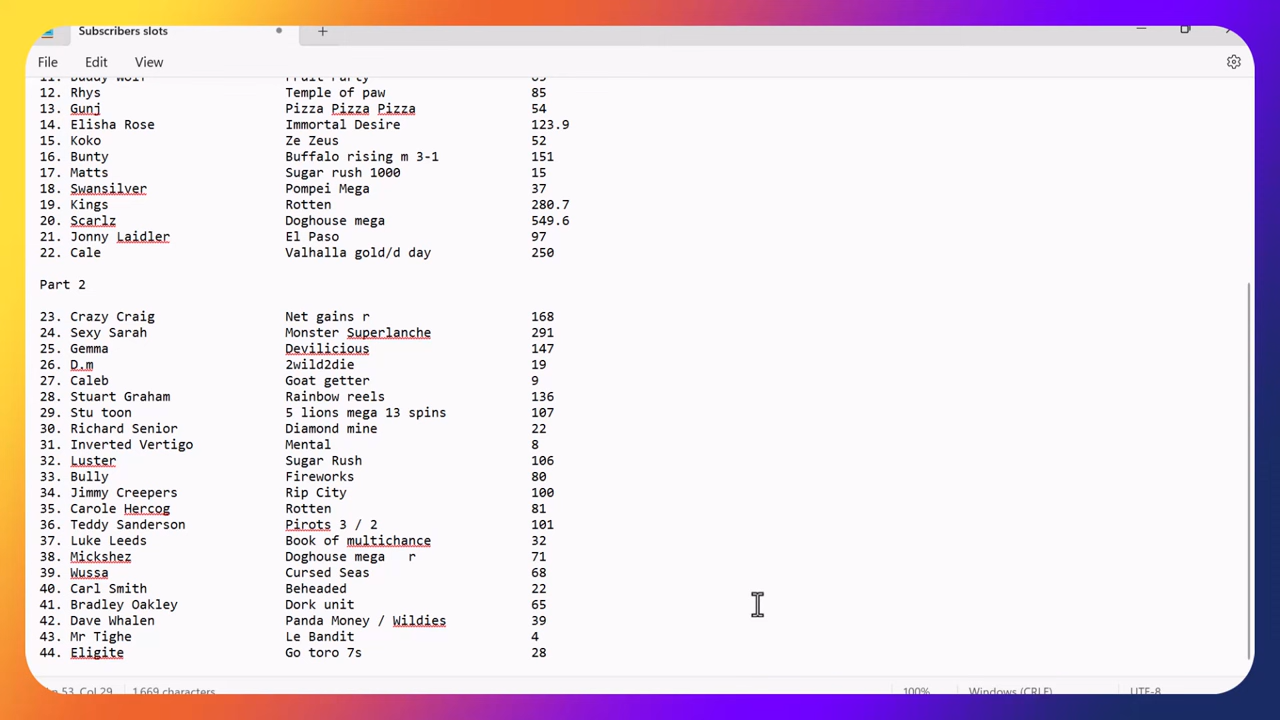 Subscribers slots
File Edit View
11. Daddy Wolf Fruit Party 65
12. Rhys Temple of paw 85
13. Gunj Pizza Pizza Pizza 54
14. Elisha Rose Immortal Desire 123.9
15. Koko Ze Zeus 52
16. Bunty Buffalo rising m 3-1 151
17. Matts Sugar rush 1000 15
18. Swansilver Pompei Mega 37
19. Kings Rotten 280.7
20. Scarlz Doghouse mega 549.6
21. Jonny Laidler El Paso 97
22. Cale Valhalla gold/d day 250
Part 2
23. Crazy Craig Net gains r 168
24. Sexy Sarah Monster Superlanche 291
25. Gemma Devilicious 147
26. D.m 2wild2die 19
27. Caleb Goat getter 9
28. Stuart Graham Rainbow reels 136
29. Stu toon 5 lions mega 13 spins 107
30. Richard Senior Diamond mine 22
31. Inverted Vertigo Mental 8
32. Luster Sugar Rush 106
33. Bully Fireworks 80
34. Jimmy Creepers Rip City 100
35. Carole Hercog Rotten 81
36. Teddy Sanderson Pirots 3 / 2 101
37. Luke Leeds Book of multichance 32
38. Mickshez Doghouse mega r 71
39. Wussa Cursed Seas 68
40. Carl Smith Beheaded 22
41. Bradley Oakley Dork unit 65
42. Dave Whalen Panda Money / Wildies 39
43. Mr Tighe Le Bandit 4
44. Eligite Go toro 7s 28
53, Col 29 1,669 characters 100% Windows (CRLF) UTF-8